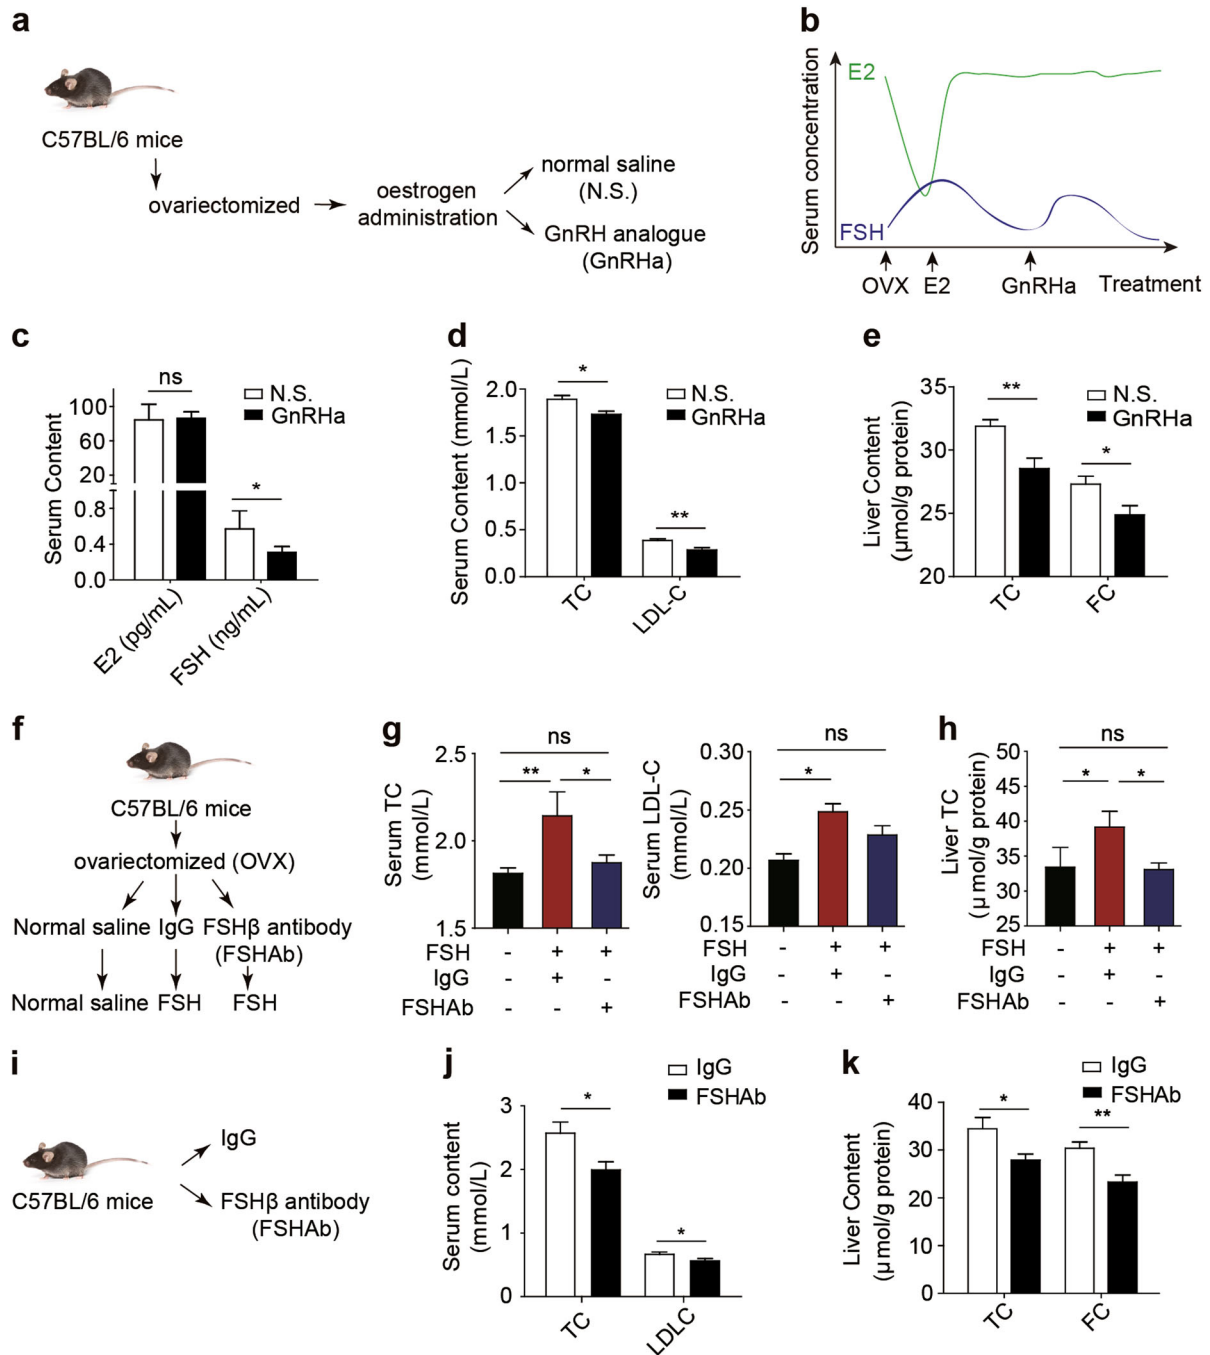 a
C57BL/6 mice
ovariectomized
oestrogen
administration
normal saline
(N.S.)
GnRH analogue
(GnRHa)
b
Serum concentration
E2
FSH
OVX
E2
GnRHa
Treatment
c
Serum Content
100
60
20
0.8
0.4
0.0
ns
*
N.S.
GnRHa
E2 (pg/mL)
FSH (ng/mL)
d
Serum Content (mmol/L)
2.0
1.5
1.0
0.5
0.0
*
**
N.S.
GnRHa
TC
LDL-C
e
Liver Content
(μmol/g protein)
35
30
25
20
**
*
N.S.
GnRHa
TC
FC
f
C57BL/6 mice
ovariectomized (OVX)
Normal saline IgG FSHβ antibody
(FSHAb)
Normal saline FSH FSH
g
Serum TC
(mmol/L)
2.5
2.0
1.5
ns
** *
FSH - + +
IgG - + -
FSHAb - - +
Serum LDL-C
(mmol/L)
0.30
0.25
0.20
0.15
ns
*
FSH - + +
IgG - + -
FSHAb - - +
h
Liver TC
(μ mol/g protein)
50
45
40
35
30
25
ns
* *
FSH - + +
IgG - + -
FSHAb - - +
i
C57BL/6 mice
IgG
FSHβ antibody
(FSHAb)
j
Serum content
(mmol/L)
3
2
1
0
*
*
IgG
FSHAb
TC
LDLC
k
Liver Content
(μmol/g protein)
40
30
20
10
0
*
**
IgG
FSHAb
TC
FC